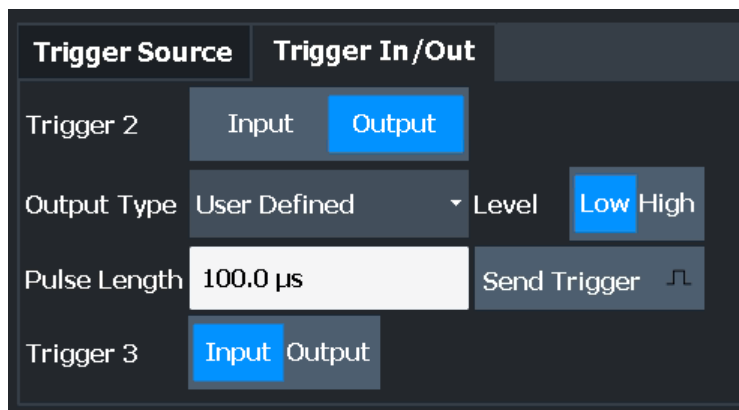 Trigger Source Trigger In/Out
Trigger 2 Input Output
Output Type User Defined Level Low High
Pulse Length 100.0 µs Send Trigger
Trigger 3 Input Output